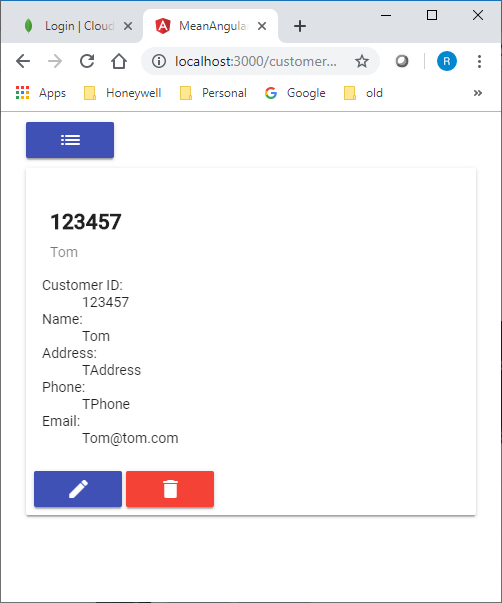 Login | Cloud
MeanAngular
localhost:3000/customer...
R
Apps
Honeywell
Personal
Google
old
123457
Tom
Customer ID:
123457
Name:
Tom
Address:
TAddress
Phone:
TPhone
Email:
Tom@tom.com